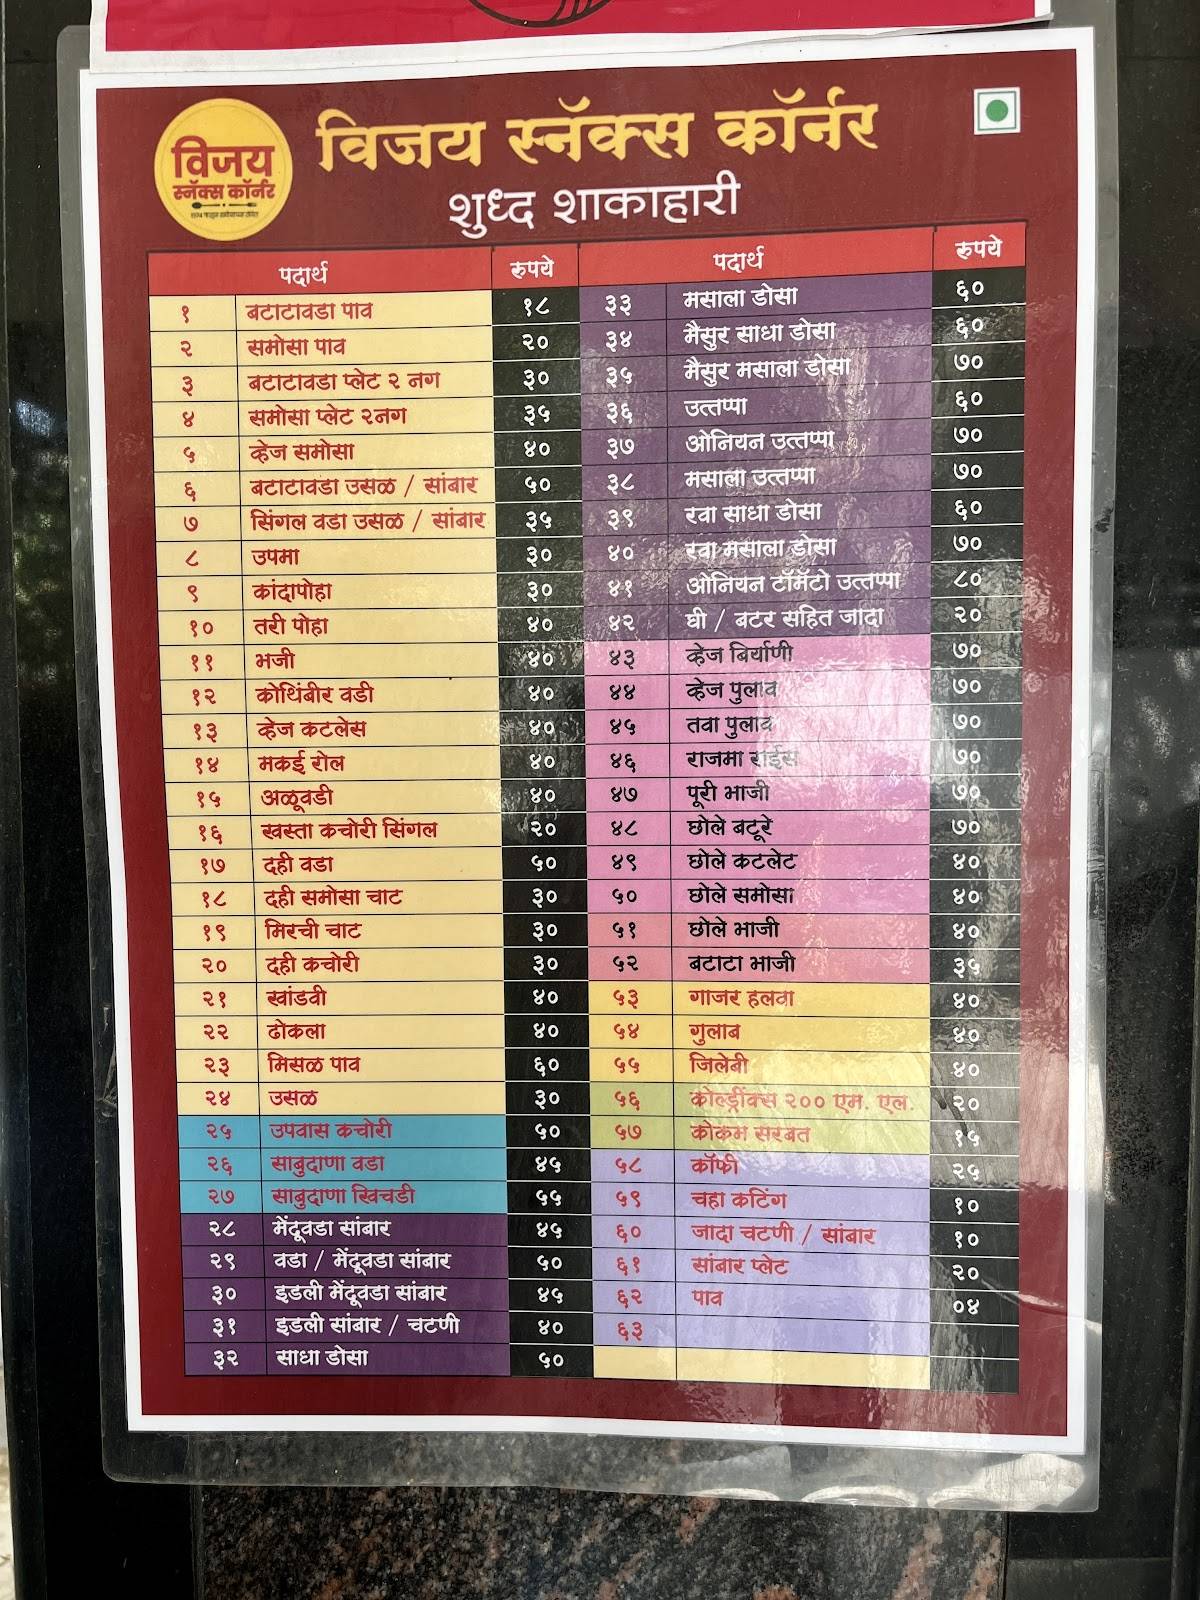 विजय
स्नॅक्स कॉर्नर
विजय स्नॅक्स कॉर्नर
शुध्द शाकाहारी
पदार्थ रुपये
१ बटाटावडा पाव १८
२ समोसा पाव २०
३ बटाटावडा प्लेट २ नग ३०
४ समोसा प्लेट २नग ३५
५ व्हेज समोसा ४०
६ बटाटावडा उसळ / सांबार ५०
७ सिंगल वडा उसळ / सांबार ३५
८ उपमा ३०
९ कांदापोहा ३०
१० तरी पोहा ४०
११ भजी ४०
१२ कोथिंबीर वडी ४०
१३ व्हेज कटलेस ४०
१४ मकई रोल ४०
१५ अळूवडी ४०
१६ खस्ता कचोरी सिंगल २०
१७ दही वडा ५०
१८ दही समोसा चाट ३०
१९ मिरची चाट ३०
२० दही कचोरी ३०
२१ खांडवी ४०
२२ ढोकला ४०
२३ मिसळ पाव ६०
२४ उसळ ३०
२५ उपवास कचोरी ५०
२६ साबुदाणा वडा ४५
२७ साबुदाणा खिचडी ५५
२८ मेंदूवडा सांबार ४५
२९ वडा / मेंदूवडा सांबार ५०
३० इडली मेंदूवडा सांबार ४५
३१ इडली सांबार / चटणी ४०
३२ साधा डोसा ५०
पदार्थ रुपये
३३ मसाला डोसा ६०
३४ मैसुर साधा डोसा ६०
३५ मैसुर मसाला डोसा ७०
३६ उत्तप्पा ६०
३७ ओनियन उत्तप्पा ७०
३८ मसाला उत्तप्पा ७०
३९ रवा साधा डोसा ६०
४० रवा मसाला डोसा ७०
४१ ओनियन टॉमॅटो उत्तप्पा ८०
४२ घी / बटर सहित जादा २०
४३ व्हेज बिर्याणी ७०
४४ व्हेज पुलाव ७०
४५ तवा पुलाव ७०
४६ राजमा राईस ७०
४७ पूरी भाजी ७०
४८ छोले बटूरे ७०
४९ छोले कटलेट ४०
५० छोले समोसा ४०
५१ छोले भाजी ४०
५२ बटाटा भाजी ३५
५३ गाजर हलवा ४०
५४ गुलाब ४०
५५ जिलेबी ४०
५६ कोल्ड्रींक्स २०० एम. एल. २०
५७ कोकम सरबत १५
५८ कॉफी २५
५९ चहा कटिंग १०
६० जादा चटणी / सांबार १०
६१ सांबार प्लेट २०
६२ पाव ०४
६३